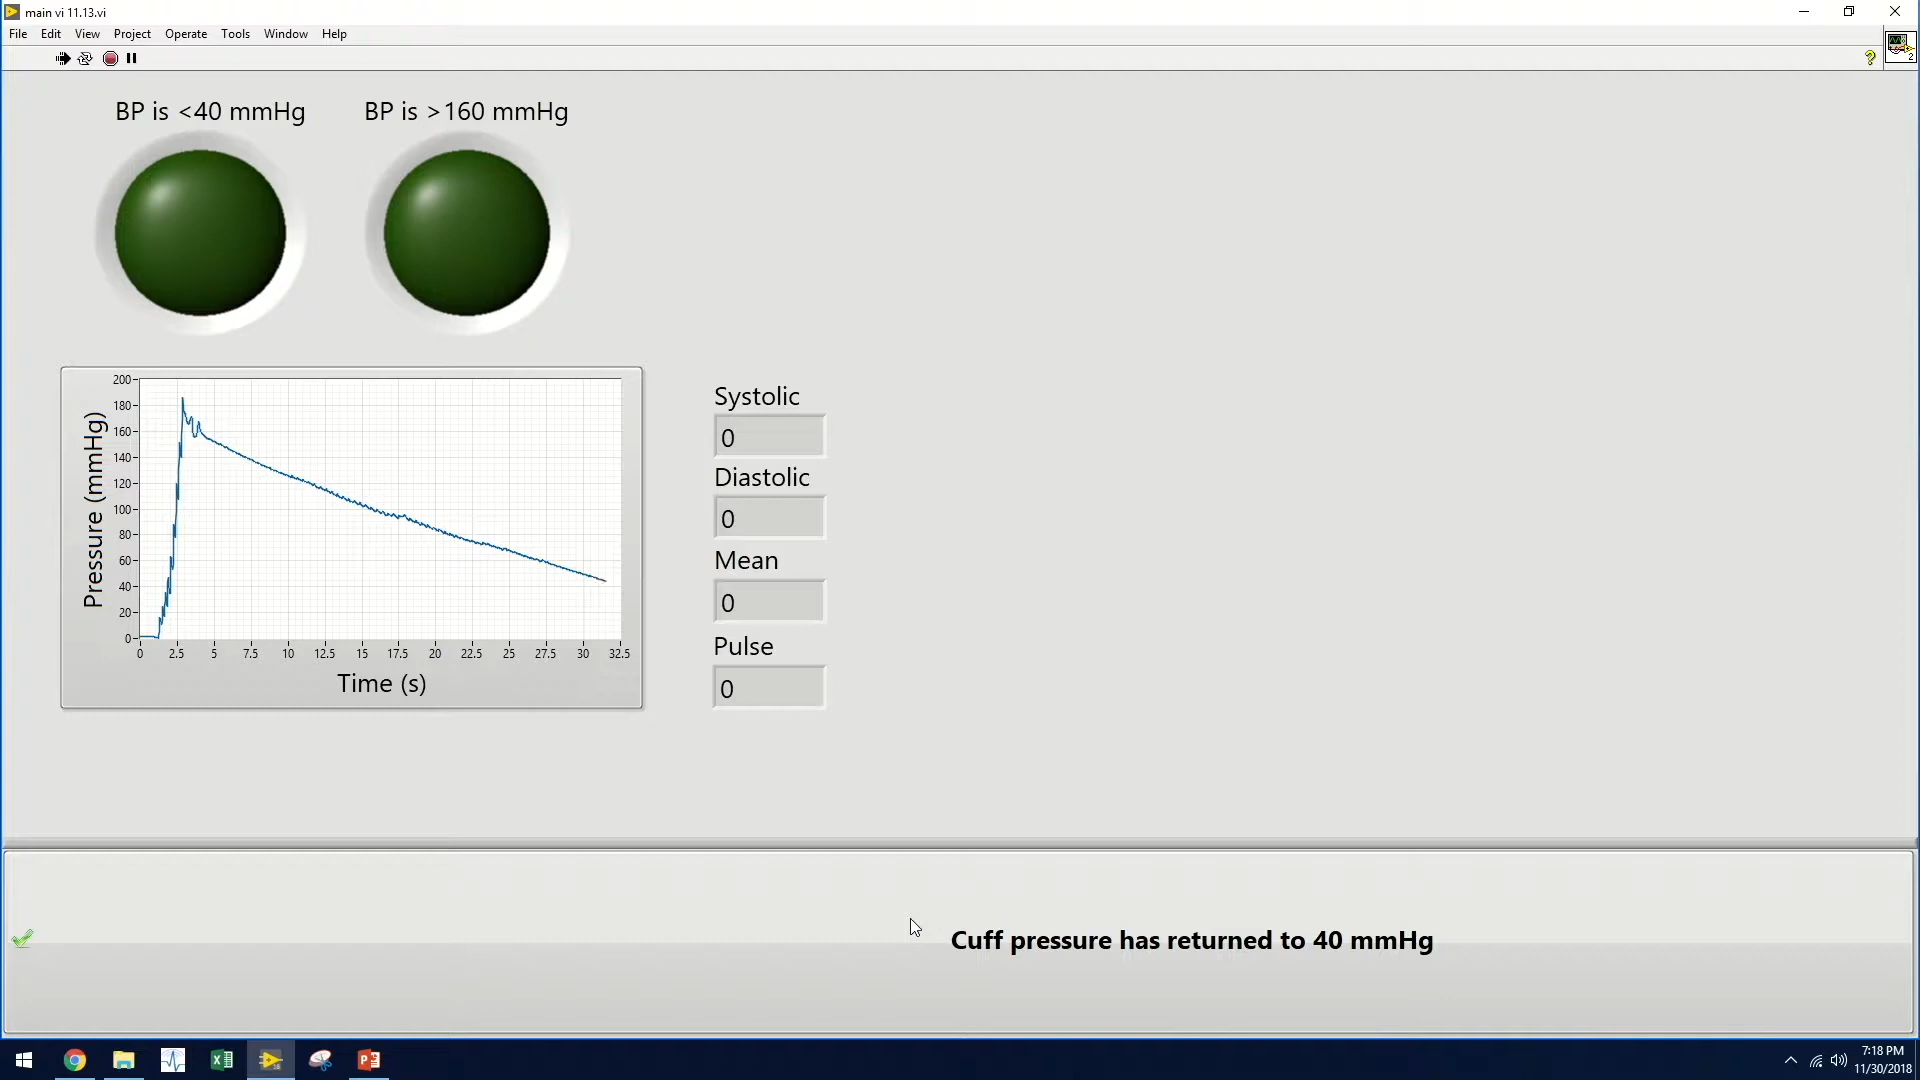 main vi 11.13.vi
File Edit View Project Operate Tools Window Help
?
2
BP is <40 mmHg
BP is >160 mmHg
Pressure (mmHg)
200
180
160
140
120
100
80
60
40
20
0
0 2.5 5 7.5 10 12.5 15 17.5 20 22.5 25 27.5 30 32.5
Time (s)
Systolic
0
Diastolic
0
Mean
0
Pulse
0
Cuff pressure has returned to 40 mmHg
7:18 PM
11/30/2018